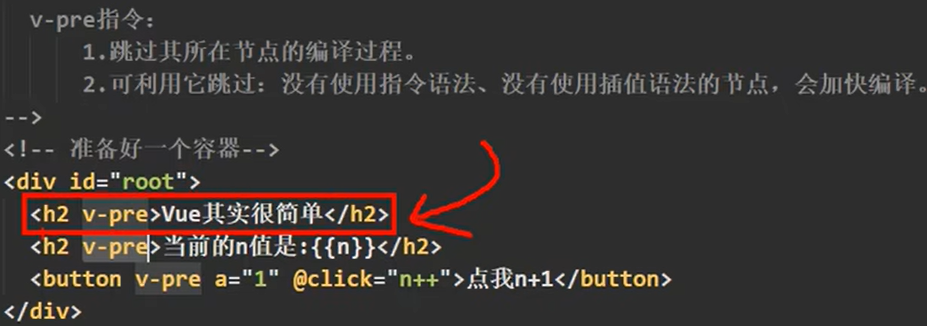 v-pre指令:
1.跳过其所在节点的编译过程。
2.可利用它跳过: 没有使用指令语法、没有使用插值语法的节点，会加快编译。
-->
<!-- 准备好一个容器-->
<div id="root">
<h2 v-pre>Vue其实很简单</h2>
<h2 v-pre>当前的n值是:{{n}}</h2>
<button v-pre a="1" @click="n++">点我n+1</button>
</div>